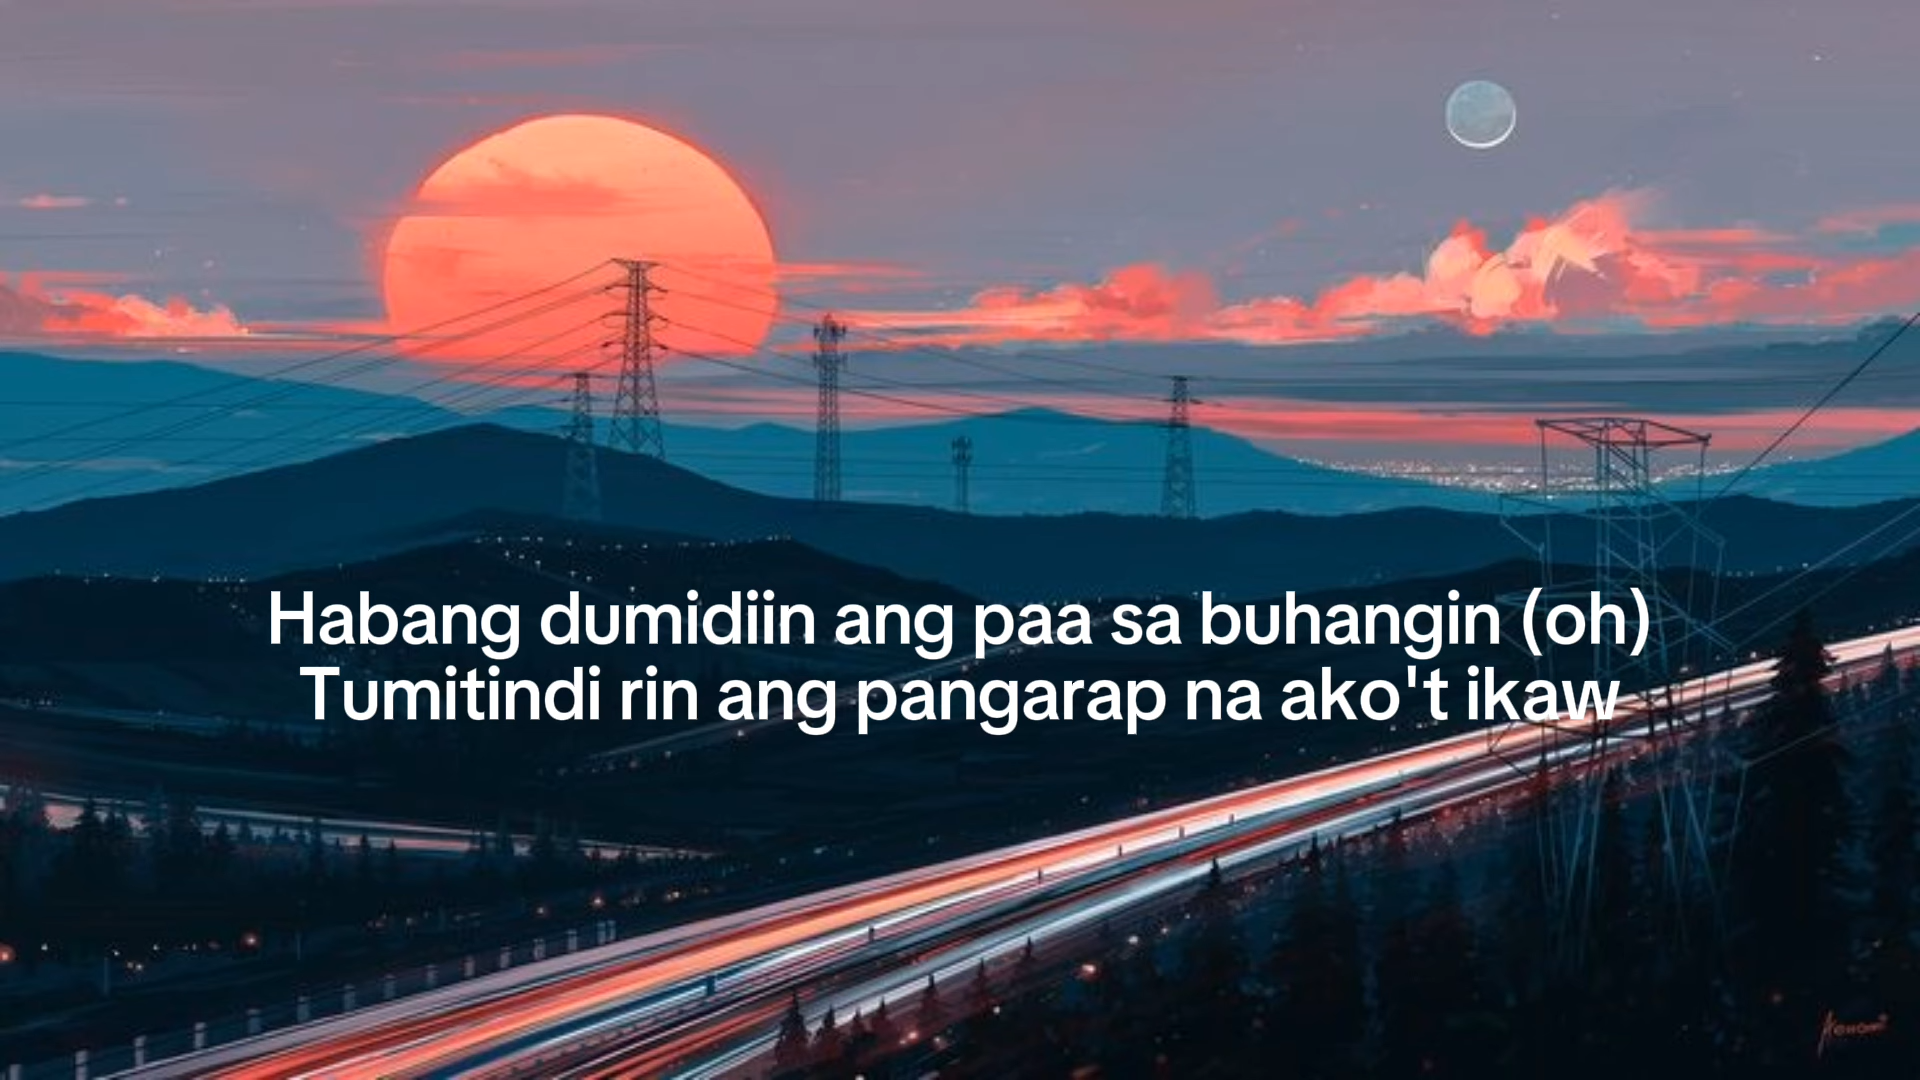 Habang dumidiin ang paa sa buhangin (oh)
Tumitindi rin ang pangarap na ako't ikaw